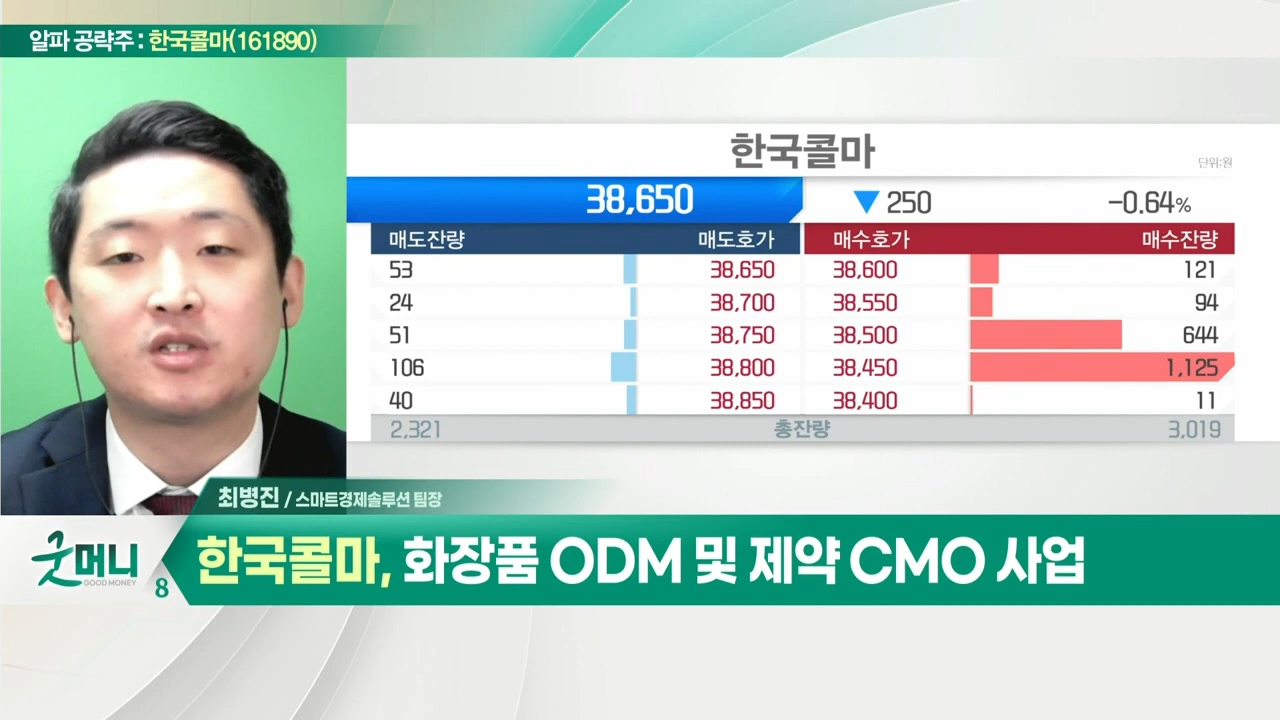 알파 공략주 : 한국콜마(161890)
한국콜마
단위:원
38,650 ▼ 250 -0.64%
매도잔량 매도호가 매수호가 매수잔량
53 38,650 38,600 121
24 38,700 38,550 94
51 38,750 38,500 644
106 38,800 38,450 1,125
40 38,850 38,400 11
2,321 총잔량 3,019
최병진 / 스마트경제솔루션 팀장
굿머니
GOOD MONEY
8
한국콜마, 화장품 ODM 및 제약 CMO 사업